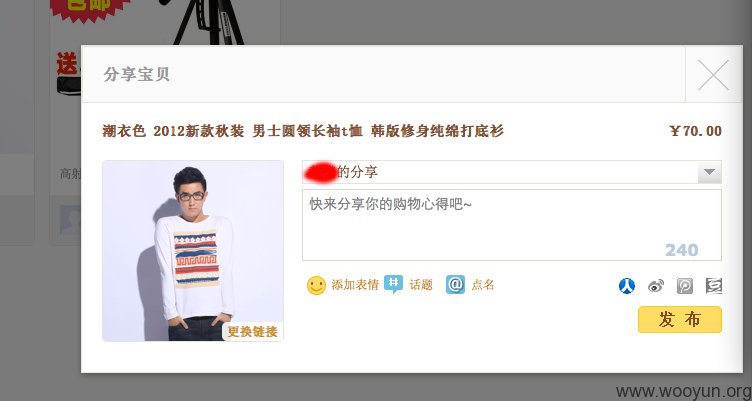 包邮
送
分享宝贝
潮衣色 2012新款秋装 男士圆领长袖t恤 韩版修身纯绵打底衫
¥70.00
的分享
快来分享你的购物心得吧~
240
高射
添加表情
话题
点名
更换链接
发布
www.wooyun.org